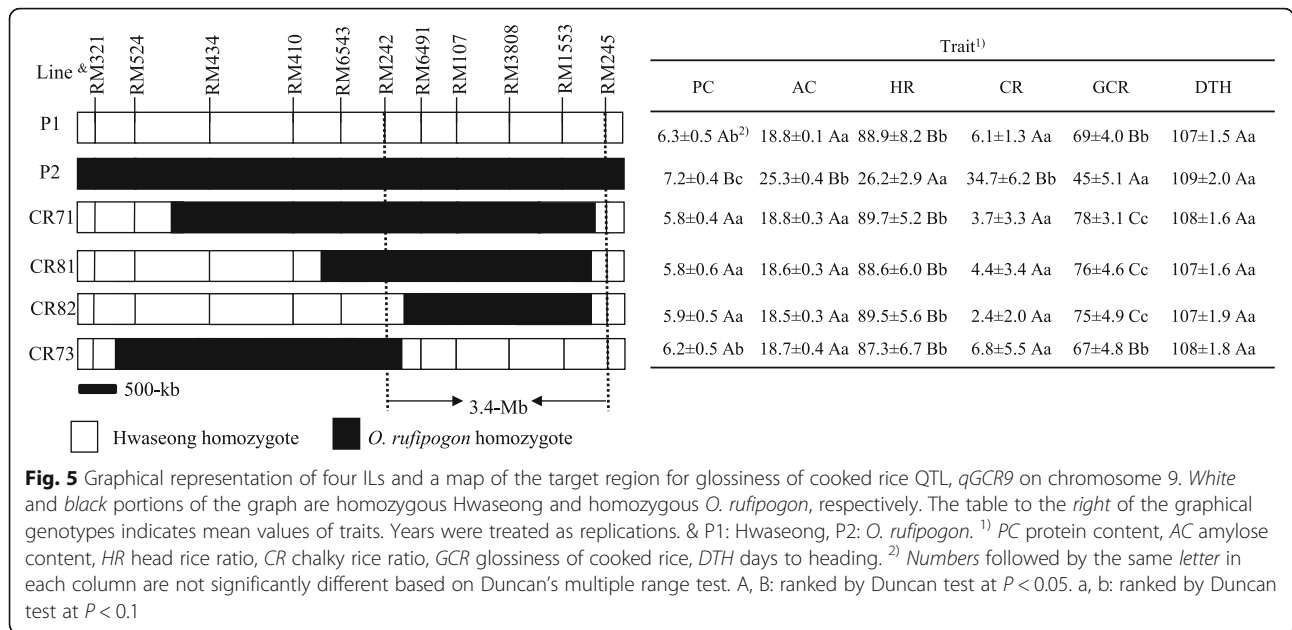 Line &
RM321
RM524
RM434
RM410
RM6543
RM242
RM6491
RM107
RM3808
RM1553
RM245
Trait1)
PC AC HR CR GCR DTH
P1 6.3±0.5 Ab2) 18.8±0.1 Aa 88.9±8.2 Bb 6.1±1.3 Aa 69±4.0 Bb 107±1.5 Aa
P2 7.2±0.4 Bc 25.3±0.4 Bb 26.2±2.9 Aa 34.7±6.2 Bb 45±5.1 Aa 109±2.0 Aa
CR71 5.8±0.4 Aa 18.8±0.3 Aa 89.7±5.2 Bb 3.7±3.3 Aa 78±3.1 Cc 108±1.6 Aa
CR81 5.8±0.6 Aa 18.6±0.3 Aa 88.6±6.0 Bb 4.4±3.4 Aa 76±4.6 Cc 107±1.6 Aa
CR82 5.9±0.5 Aa 18.5±0.3 Aa 89.5±5.6 Bb 2.4±2.0 Aa 75±4.9 Cc 107±1.9 Aa
CR73 6.2±0.5 Ab 18.7±0.4 Aa 87.3±6.7 Bb 6.8±5.5 Aa 67±4.8 Bb 108±1.8 Aa
500-kb
3.4-Mb
Hwaseong homozygote O. rufipogon homozygote
Fig. 5 Graphical representation of four ILs and a map of the target region for glossiness of cooked rice QTL, qGCR9 on chromosome 9. White
and black portions of the graph are homozygous Hwaseong and homozygous O. rufipogon, respectively. The table to the right of the graphical
genotypes indicates mean values of traits. Years were treated as replications. & P1: Hwaseong, P2: O. rufipogon. 1) PC protein content, AC amylose
content, HR head rice ratio, CR chalky rice ratio, GCR glossiness of cooked rice, DTH days to heading. 2) Numbers followed by the same letter in
each column are not significantly different based on Duncan's multiple range test. A, B: ranked by Duncan test at P < 0.05. a, b: ranked by Duncan
test at P < 0.1